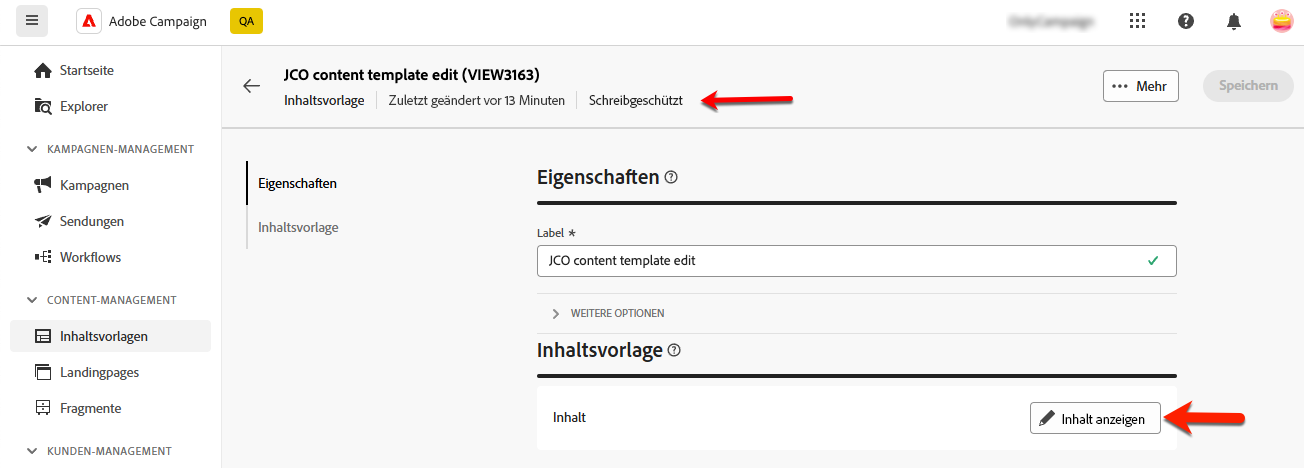 Adobe Campaign
QA
Startseite
Explorer
KAMPAGNEN-MANAGEMENT
Kampagnen
Sendungen
Workflows
CONTENT-MANAGEMENT
Inhaltsvorlagen
Landingpages
Fragmente
KUNDEN-MANAGEMENT
JCO content template edit (VIEW3163)
Inhaltsvorlage Zuletzt geändert vor 13 Minuten Schreibgeschützt
Mehr
Speichern
Eigenschaften
Inhaltsvorlage
Eigenschaften
Label *
JCO content template edit
WEITERE OPTIONEN
Inhaltsvorlage
Inhalt
Inhalt anzeigen